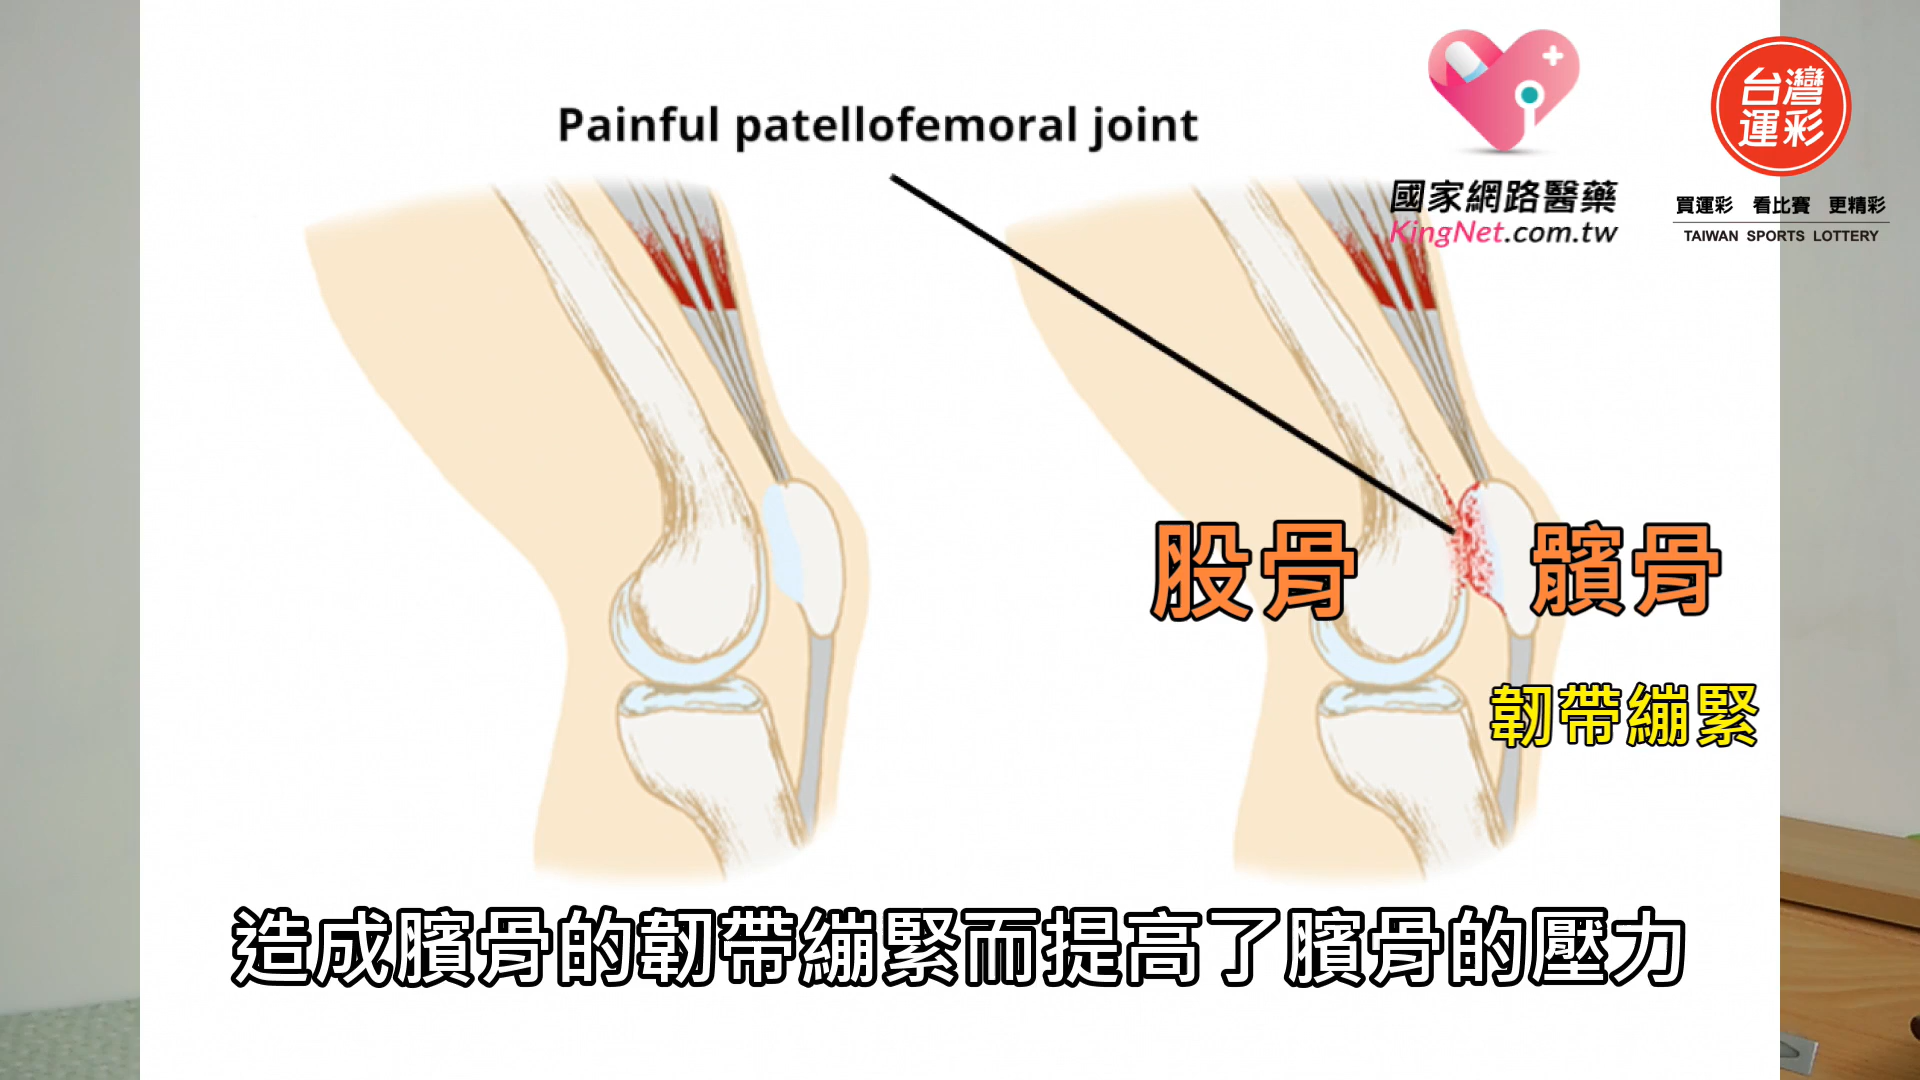 Painful patellofemoral joint
國家網路醫藥
KingNet.com.tw
台灣
運彩
買運彩 看比賽 更精彩
TAIWAN SPORTS LOTTERY
股骨
髕骨
韌帶繃緊
造成臏骨的韌帶繃緊而提高了臏骨的壓力